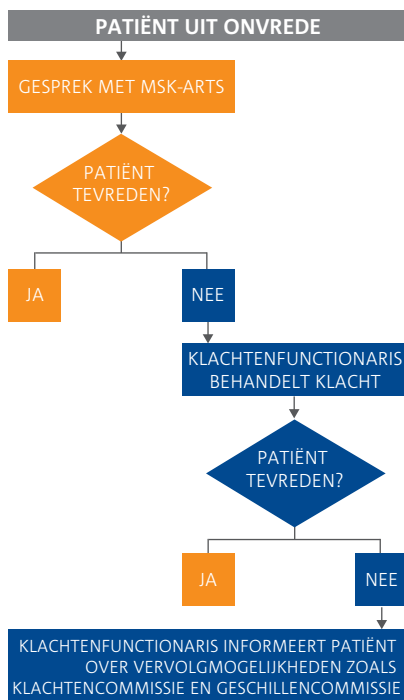 PATIËNT UIT ONVREDE
GESPREK MET MSK-ARTS
PATIËNT
TEVREDEN?
JA
NEE
KLACHTENFUNCTIONARIS
BEHANDELT KLACHT
PATIËNT
TEVREDEN?
JA
NEE
KLACHTENFUNCTIONARIS INFORMEERT PATIËNT
OVER VERVOLGMOGELIJKHEDEN ZOALS
KLACHTENCOMMISSIE EN GESCHILLENCOMMISSIE